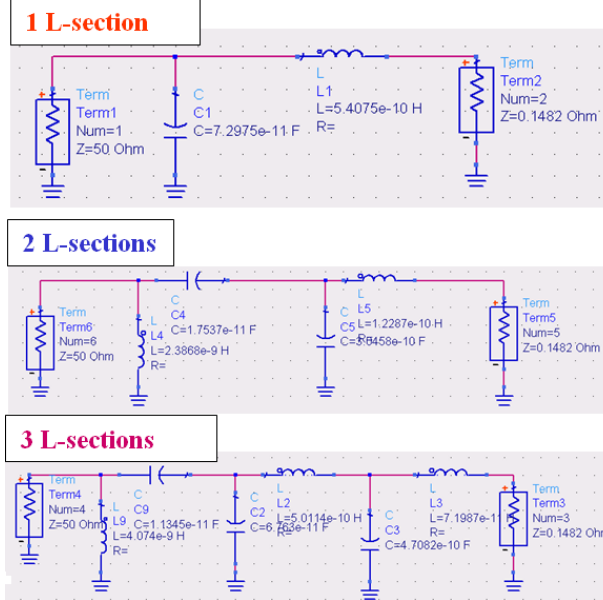 1 L-section
Term
Term1
Num=1
Z=50 Ohm
C
C1
C=7.2975e-11 F
L
L1
L=5.4075e-10 H
R=
Term
Term2
Num=2
Z=0.1482 Ohm
2 L-sections
Term
Term6
Num=6
Z=50 Ohm
L
L4
L=2.3868e-9 H
R=
C
C4
C=1.7537e-11 F
C
C5
L
L5
L=1.2287e-10 H
Term
Term5
Num=5
Z=0.1482 Ohm
3 L-sections
Term
Term4
Num=4
Z=50 Ohm
L
L9
L=4.074e-9 H
R=
C
C9
C=1.1345e-11 F
C
C2
L
L2
L=5.0114e-10 H
R=
C
C3
C=4.7082e-10 F
L
L3
R=
Term
Term3
Num=3